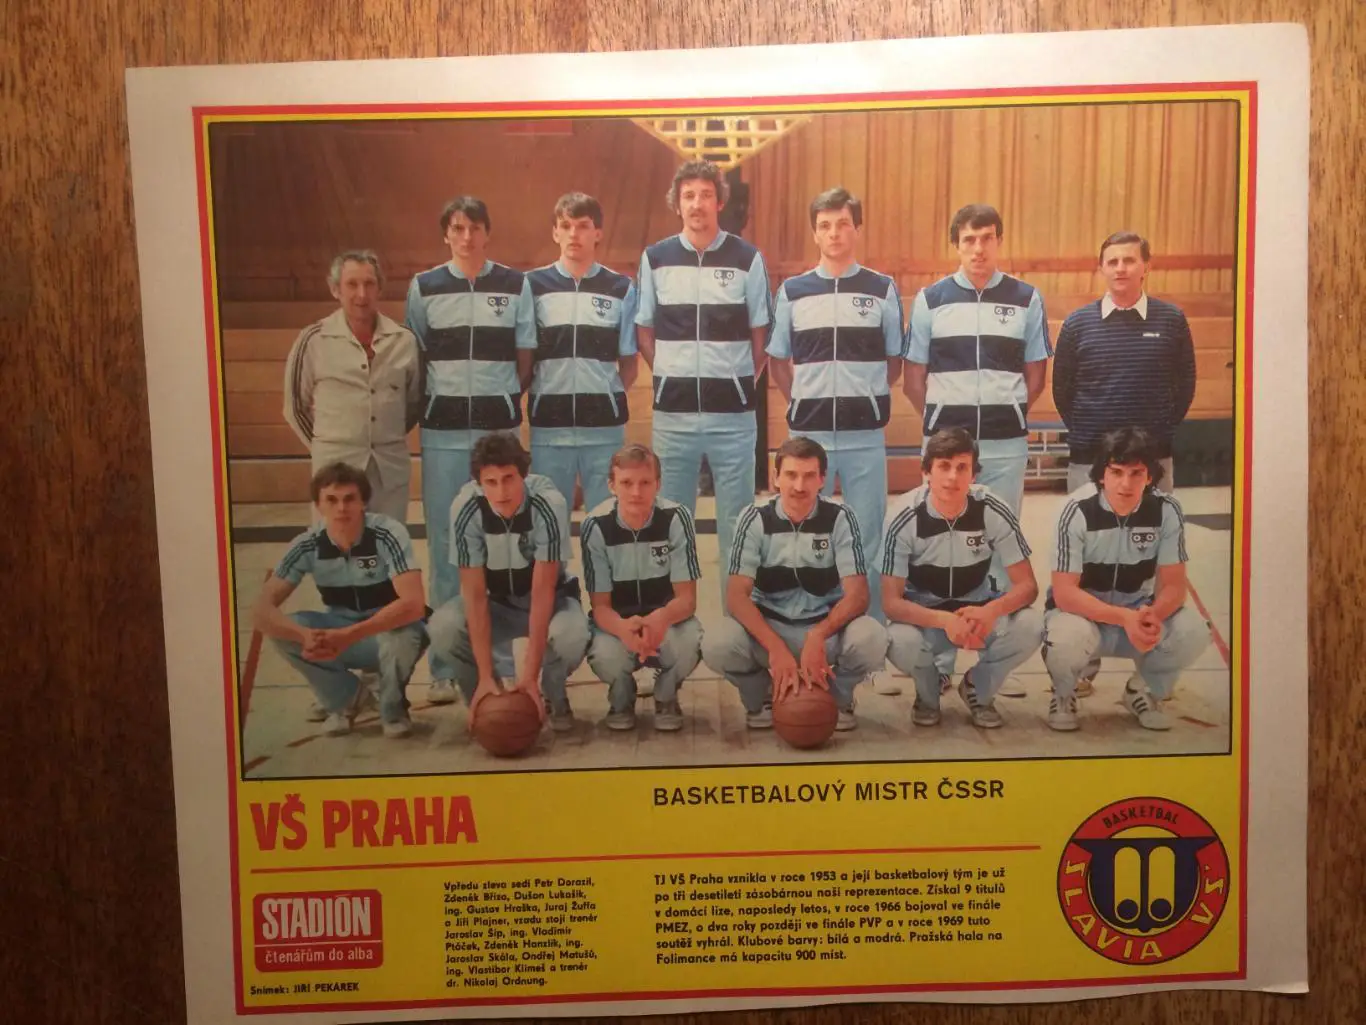 VŠ PRAHA
BASKETBALOVÝ MISTR ČSSR
STADIÓN
čtenářům do alba
Snímek: JIŘÍ PEKÁREK
Vpředu zleva sedí Petr Dorazil,
Zdeněk Bříza, Dušan Lukašík,
ing. Gustav Hraška, Juraj Žuffa
a Jiří Plajner, vzadu stojí trenér
Jaroslav Šíp, ing. Vladimír
Ptáček, Zdeněk Hanzlík, ing.
Jaroslav Skála, Ondřej Matušů,
ing. Vlastibor Klimeš a trenér
dr. Nikolaj Ordnung.
TJ VŠ Praha vznikla v roce 1953 a její basketbalový tým je už
po tři desetiletí zásobárnou naší reprezentace. Získal 9 titulů
v domácí lize, naposledy letos, v roce 1966 bojoval ve finále
PMEZ, o dva roky později ve finále PVP a v roce 1969 tuto
soutěž vyhrál. Klubové barvy: bílá a modrá. Pražská hala na
Folimance má kapacitu 900 míst.
BASKETBAL
SLAVIA VŠ